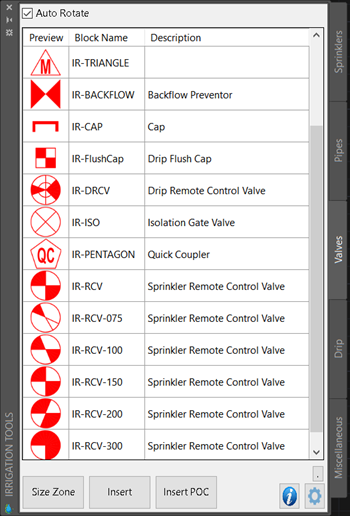 Auto Rotate
Preview Block Name Description
M IR-TRIANGLE
IR-BACKFLOW Backflow Preventor
IR-CAP Cap
IR-FlushCap Drip Flush Cap
IR-DRCV Drip Remote Control Valve
IR-ISO Isolation Gate Valve
QC IR-PENTAGON Quick Coupler
IR-RCV Sprinkler Remote Control Valve
IR-RCV-075 Sprinkler Remote Control Valve
IR-RCV-100 Sprinkler Remote Control Valve
IR-RCV-150 Sprinkler Remote Control Valve
IR-RCV-200 Sprinkler Remote Control Valve
IR-RCV-300 Sprinkler Remote Control Valve
.
Size Zone Insert Insert POC
i
Sprinklers
Pipes
Valves
Drip
Miscellaneous
IRRIGATION TOOLS